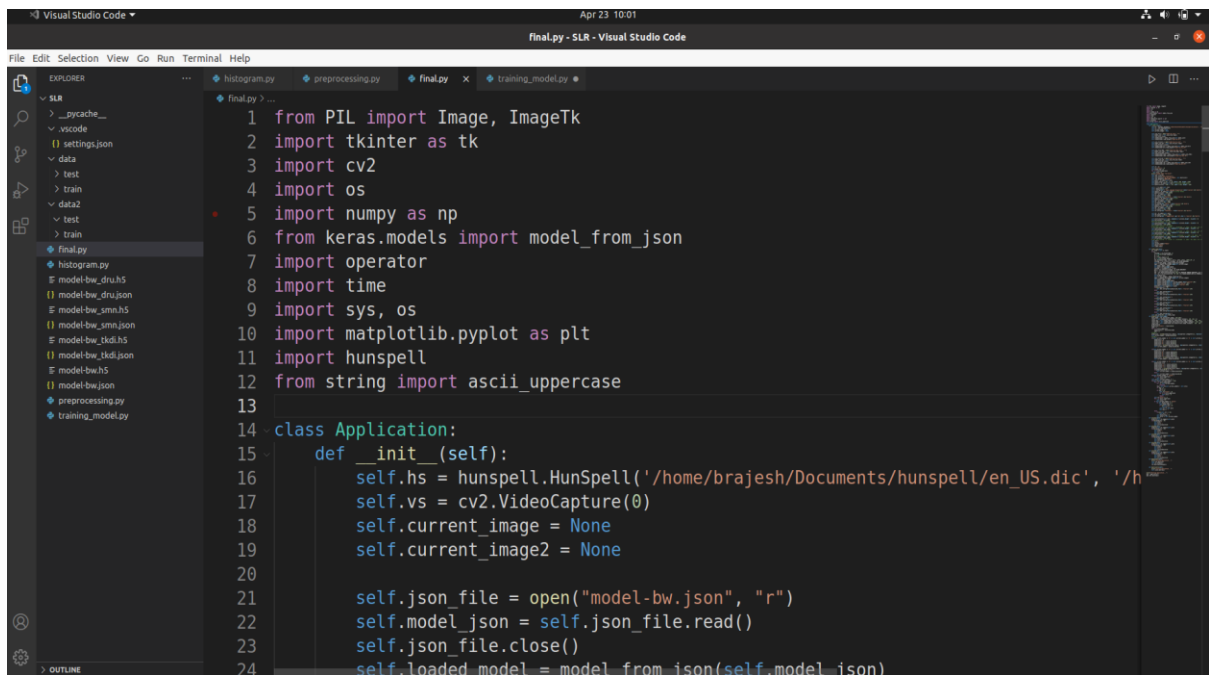 Visual Studio Code
Apr 23 10:01
final.py - SLR - Visual Studio Code
File Edit Selection View Go Run Terminal Help
EXPLORER
SLR
__pycache__
.vscode
{} settings.json
data
test
train
data2
test
train
final.py
histogram.py
model-bw_dru.h5
{} model-bw_dru.json
model-bw_smn.h5
{} model-bw_smn.json
model-bw_tkdi.h5
{} model-bw_tkdi.json
model-bw.h5
{} model-bw.json
preprocessing.py
training_model.py
OUTLINE
histogram.py preprocessing.py final.py training_model.py
final.py > ...
1 from PIL import Image, ImageTk
2 import tkinter as tk
3 import cv2
4 import os
5 import numpy as np
6 from keras.models import model_from_json
7 import operator
8 import time
9 import sys, os
10 import matplotlib.pyplot as plt
11 import hunspell
12 from string import ascii_uppercase
13
14 class Application:
15 def __init__(self):
16 self.hs = hunspell.HunSpell('/home/brajesh/Documents/hunspell/en_US.dic', '/h
17 self.vs = cv2.VideoCapture(0)
18 self.current_image = None
19 self.current_image2 = None
20
21 self.json_file = open("model-bw.json", "r")
22 self.model_json = self.json_file.read()
23 self.json_file.close()
24 self.loaded_model = model_from_json(self.model_json)